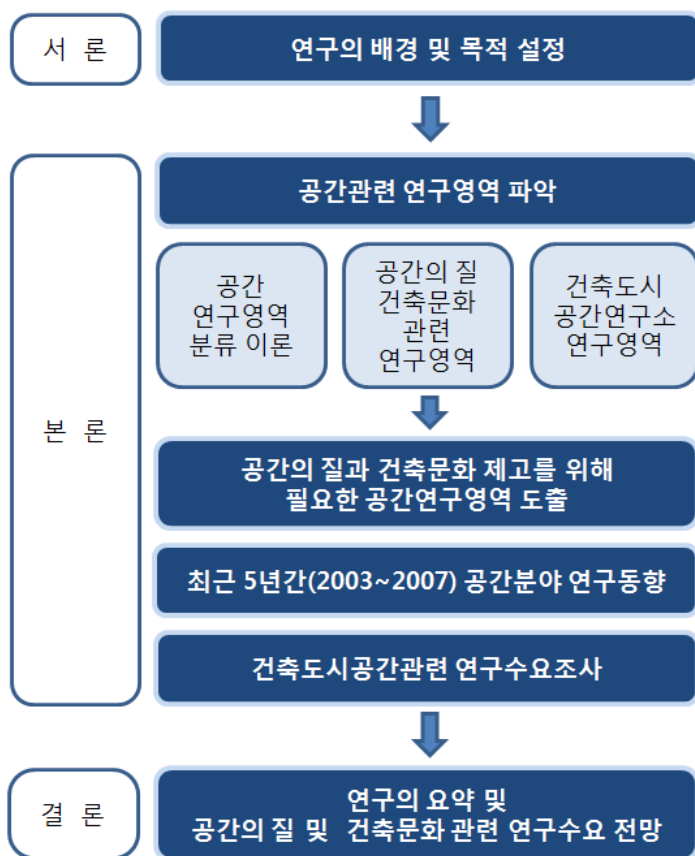 서 론
연구의 배경 및 목적 설정
본 론
공간관련 연구영역 파악
공간
연구영역
분류 이론
공간의 질
건축문화
관련
연구영역
건축도시
공간연구소
연구영역
공간의 질과 건축문화 제고를 위해
필요한 공간연구영역 도출
최근 5년간(2003~2007) 공간분야 연구동향
건축도시공간관련 연구수요조사
결 론
연구의 요약 및
공간의 질 및 건축문화 관련 연구수요 전망